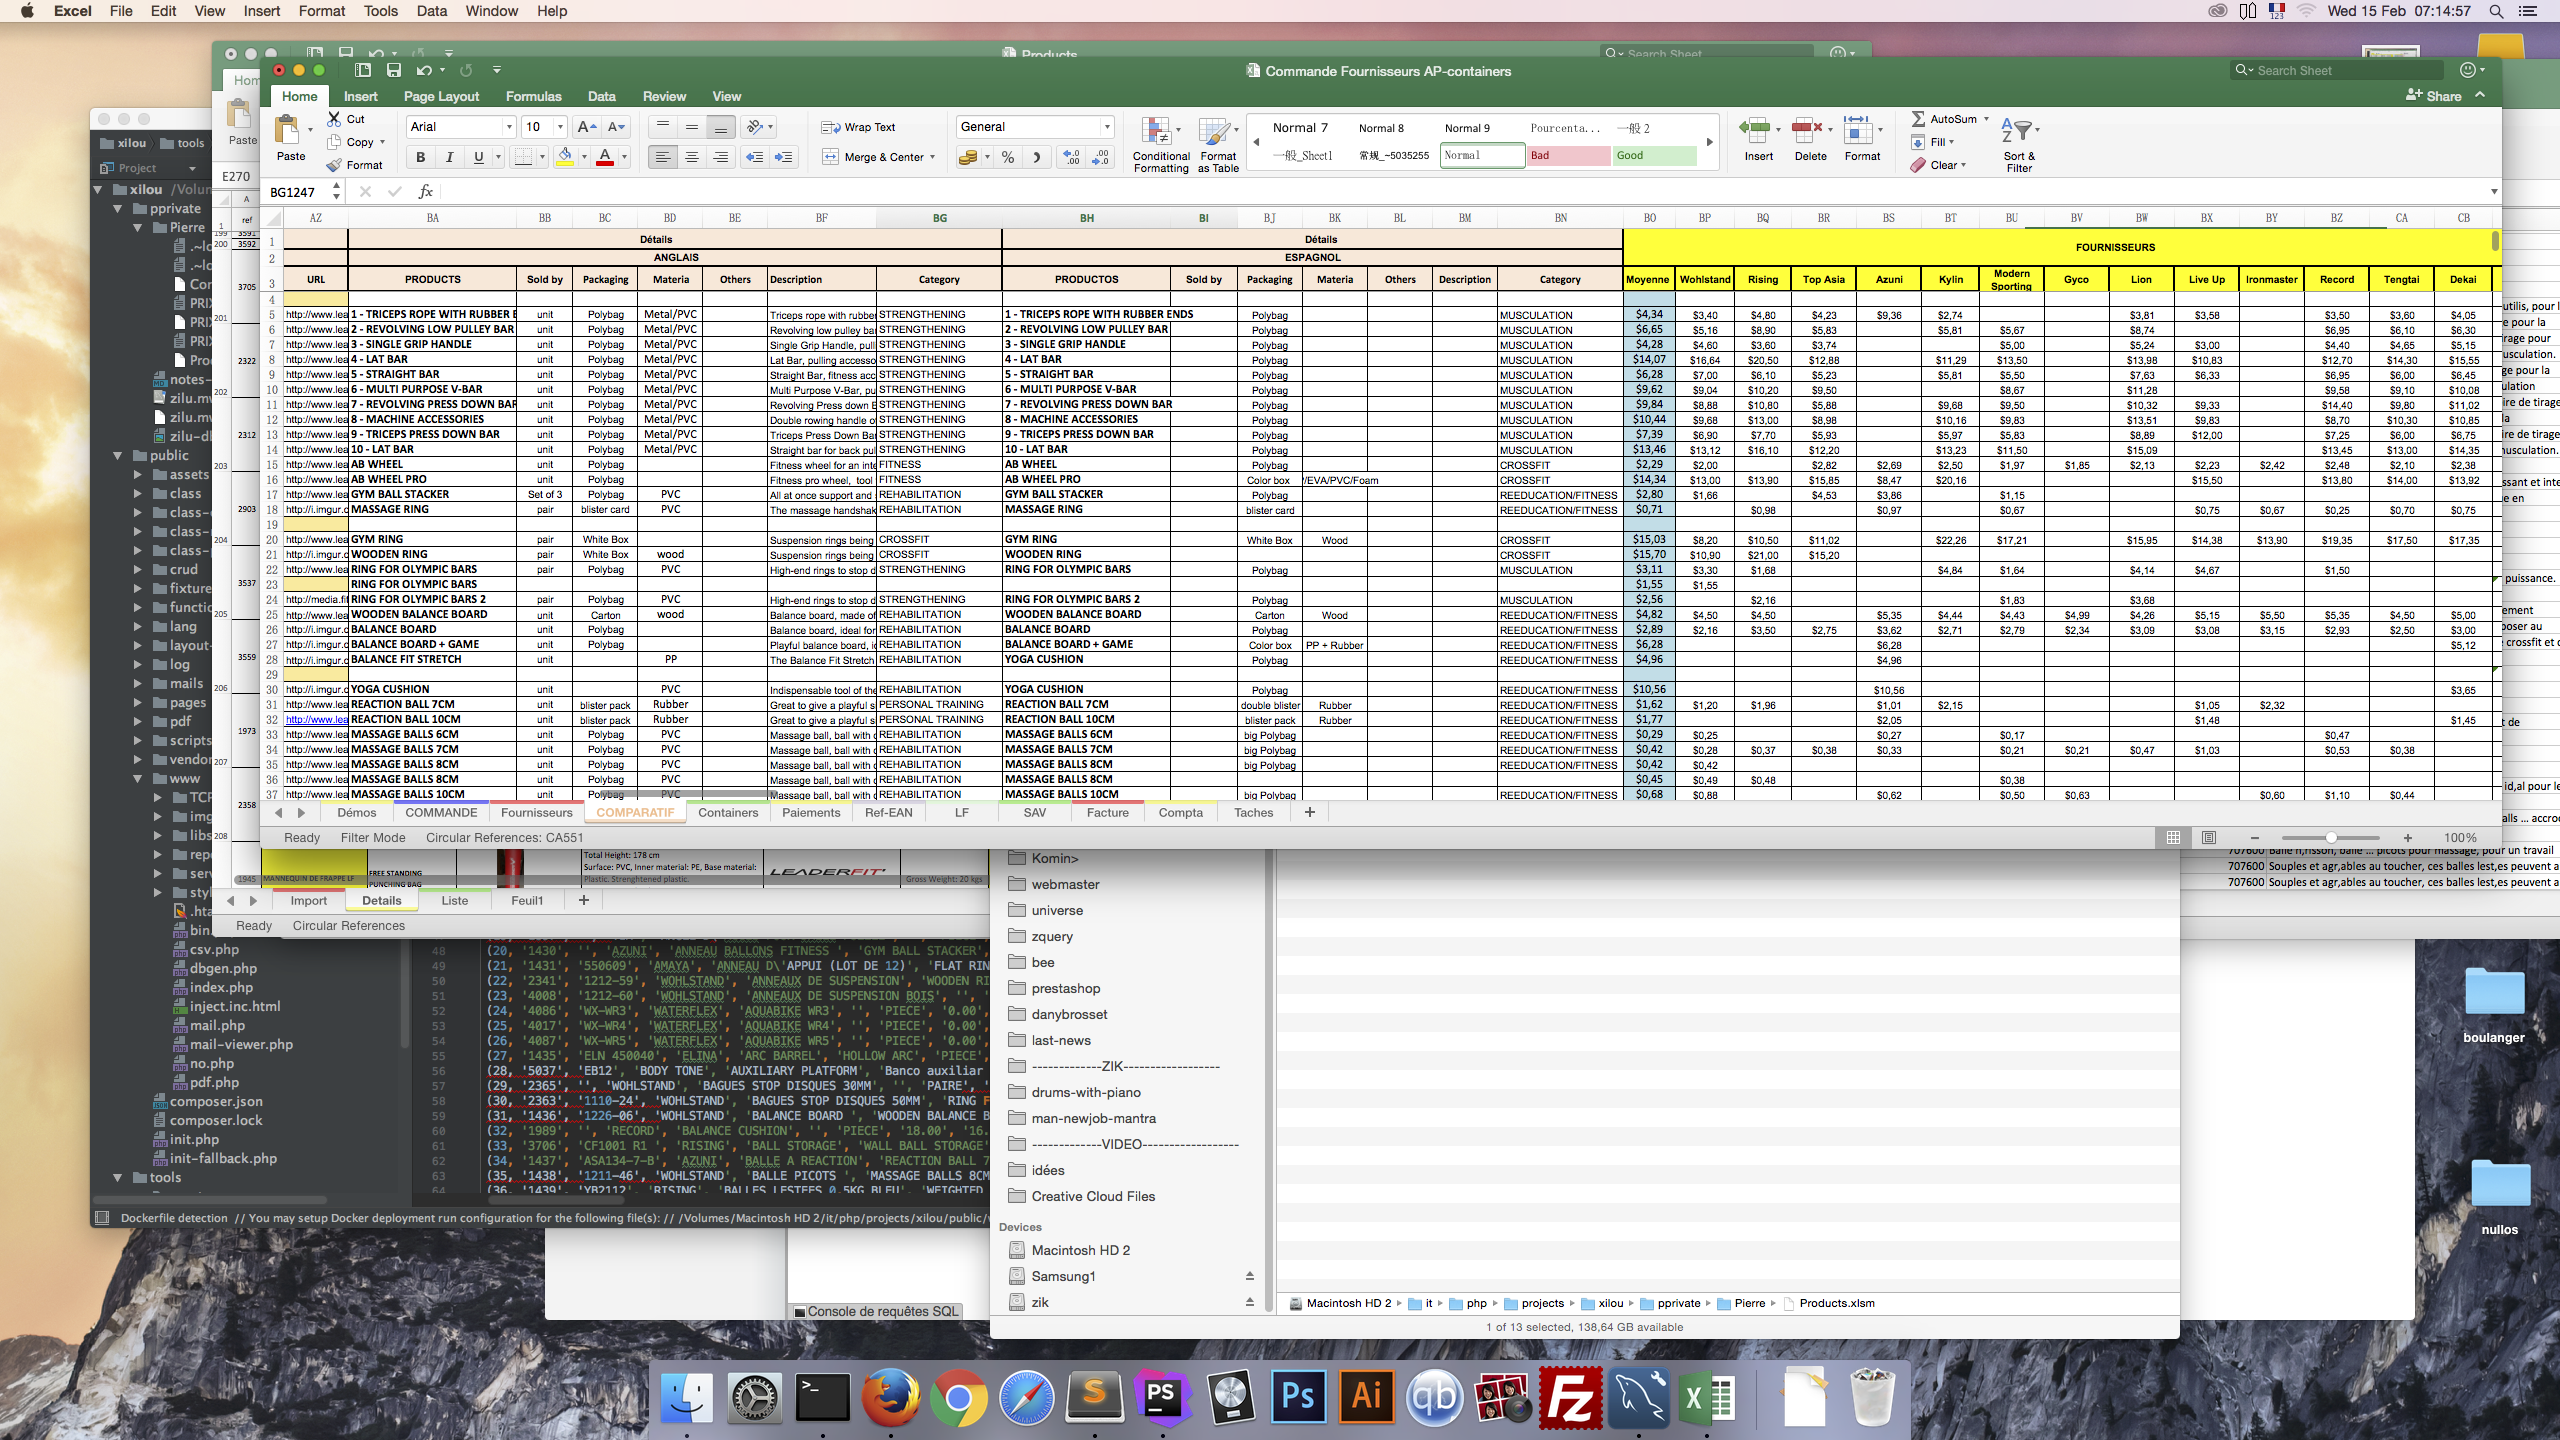 Excel File Edit View Insert Format Tools Data Window Help
Wed 15 Feb 07:14:57
Products
Search Sheet
Commande Fournisseurs AP-containers
Search Sheet
Home Insert Page Layout Formulas Data Review View
Share
Paste Cut Copy Format
Arial 10
Wrap Text
Merge & Center
General
Conditional Formatting
Format as Table
Normal 7 Normal 8 Normal 9 Pourcenta... 一般 2
一般_Sheet1 常规_~5035255 Normal Bad Good
Insert Delete Format
AutoSum Fill Clear
Sort & Filter
BG1247
AZ BA BB BC BD BE BF BG BH BI BJ BK BL BM BN BO BP BQ BR BS BT BU BV BW BX BY BZ CA CB
1 Détails Détails FOURNISSEURS
2 ANGLAIS ESPAGNOL
3 URL PRODUCTS Sold by Packaging Materia Others Description Category PRODUCTOS Sold by Packaging Materia Others Description Category Moyenne Wohlstand Rising Top Asia Azuni Kylin Modern Sporting Gyco Lion Live Up Ironmaster Record Tengtai Dekai
4
5 http://www.lea 1 - TRICEPS ROPE WITH RUBBER E unit Polybag Metal/PVC Triceps rope with rubber STRENGTHENING 1 - TRICEPS ROPE WITH RUBBER ENDS Polybag MUSCULATION $4,34 $3,40 $4,80 $4,23 $9,36 $2,74 $3,81 $3,58 $3,50 $3,60 $4,05
6 http://www.lea 2 - REVOLVING LOW PULLEY BAR unit Polybag Metal/PVC Revolving low pulley ba STRENGTHENING 2 - REVOLVING LOW PULLEY BAR Polybag MUSCULATION $6,65 $5,16 $8,90 $5,83 $5,81 $5,67 $8,74 $6,95 $6,10 $6,30
7 http://www.lea 3 - SINGLE GRIP HANDLE unit Polybag Metal/PVC Single Grip Handle, pull STRENGTHENING 3 - SINGLE GRIP HANDLE Polybag MUSCULATION $4,28 $4,60 $3,60 $3,74 $5,00 $5,24 $3,00 $4,40 $4,65 $5,15
8 http://www.lea 4 - LAT BAR unit Polybag Metal/PVC Lat Bar, pulling accesso STRENGTHENING 4 - LAT BAR Polybag MUSCULATION $14,07 $16,64 $20,50 $12,88 $11,29 $13,50 $13,98 $10,83 $12,70 $14,30 $15,55
9 http://www.lea 5 - STRAIGHT BAR unit Polybag Metal/PVC Straight Bar, fitness acc STRENGTHENING 5 - STRAIGHT BAR Polybag MUSCULATION $6,28 $7,00 $6,10 $5,23 $5,81 $5,50 $7,63 $6,33 $6,95 $6,00 $6,45
10 http://www.lea 6 - MULTI PURPOSE V-BAR unit Polybag Metal/PVC Multi Purpose V-Bar, pu STRENGTHENING 6 - MULTI PURPOSE V-BAR Polybag MUSCULATION $9,62 $9,04 $10,20 $9,50 $8,67 $11,28 $9,58 $9,10 $10,08
11 http://www.lea 7 - REVOLVING PRESS DOWN BAR unit Polybag Metal/PVC Revolving Press down E STRENGTHENING 7 - REVOLVING PRESS DOWN BAR Polybag MUSCULATION $9,84 $8,88 $10,80 $5,88 $9,68 $9,50 $10,32 $9,33 $14,40 $9,80 $11,02
12 http://www.lea 8 - MACHINE ACCESSORIES unit Polybag Metal/PVC Double rowing handle o STRENGTHENING 8 - MACHINE ACCESSORIES Polybag MUSCULATION $10,44 $9,68 $13,00 $8,98 $10,16 $9,83 $13,51 $9,83 $8,70 $10,30 $10,85
13 http://www.lea 9 - TRICEPS PRESS DOWN BAR unit Polybag Metal/PVC Triceps Press Down Bar STRENGTHENING 9 - TRICEPS PRESS DOWN BAR Polybag MUSCULATION $7,39 $6,90 $7,70 $5,93 $5,97 $5,83 $8,89 $12,00 $7,25 $6,00 $6,75
14 http://www.lea 10 - LAT BAR unit Polybag Metal/PVC Straight bar for back pul STRENGTHENING 10 - LAT BAR Polybag MUSCULATION $13,46 $13,12 $16,10 $12,20 $13,23 $11,50 $15,09 $13,45 $13,00 $14,35
15 http://www.lea AB WHEEL unit Polybag Fitness wheel for an inte FITNESS AB WHEEL Polybag CROSSFIT $2,29 $2,00 $2,82 $2,69 $2,50 $1,97 $1,85 $2,13 $2,23 $2,42 $2,48 $2,10 $2,38
16 http://www.lea AB WHEEL PRO unit Polybag Fitness pro wheel, tool FITNESS AB WHEEL PRO Color box '/EVA/PVC/Foam CROSSFIT $14,34 $13,00 $13,90 $15,85 $8,47 $20,16 $15,50 $13,80 $14,00 $13,92
17 http://www.lea GYM BALL STACKER Set of 3 Polybag PVC All at once support and REHABILITATION GYM BALL STACKER Polybag REEDUCATION/FITNESS $2,80 $1,66 $4,53 $3,86 $1,15
18 http://i.imgur.c MASSAGE RING pair blister card PVC The massage handshak REHABILITATION MASSAGE RING blister card REEDUCATION/FITNESS $0,71 $0,98 $0,97 $0,67 $0,75 $0,67 $0,25 $0,70 $0,75
19
20 http://www.lea GYM RING pair White Box Suspension rings being CROSSFIT GYM RING White Box Wood CROSSFIT $15,03 $8,20 $10,50 $11,02 $22,26 $17,21 $15,95 $14,38 $13,90 $19,35 $17,50 $17,35
21 http://i.imgur.c WOODEN RING pair White Box wood Suspension rings being CROSSFIT WOODEN RING CROSSFIT $15,70 $10,90 $21,00 $15,20
22 http://www.lea RING FOR OLYMPIC BARS pair Polybag PVC High-end rings to stop d STRENGTHENING RING FOR OLYMPIC BARS Polybag MUSCULATION $3,11 $3,30 $1,68 $4,84 $1,64 $4,14 $4,67 $1,50
23 RING FOR OLYMPIC BARS $1,55 $1,55
24 http://media.fi RING FOR OLYMPIC BARS 2 pair Polybag PVC High-end rings to stop d STRENGTHENING RING FOR OLYMPIC BARS 2 Polybag MUSCULATION $2,56 $2,16 $1,83 $3,68
25 http://www.lea WOODEN BALANCE BOARD unit Carton wood Balance board, made of REHABILITATION WOODEN BALANCE BOARD Carton Wood REEDUCATION/FITNESS $4,82 $4,50 $4,50 $5,35 $4,44 $4,43 $4,99 $4,26 $5,15 $5,50 $5,35 $4,50 $5,00
26 http://i.imgur.c BALANCE BOARD unit Polybag Balance board, ideal for REHABILITATION BALANCE BOARD Polybag REEDUCATION/FITNESS $2,89 $2,16 $3,50 $2,75 $3,62 $2,71 $2,79 $2,34 $3,09 $3,08 $3,15 $2,93 $2,50 $3,00
27 http://i.imgur.c BALANCE BOARD + GAME unit Polybag Playful balance board, i REHABILITATION BALANCE BOARD + GAME Color box PP + Rubber REEDUCATION/FITNESS $6,28 $6,28 $5,12
28 http://i.imgur.c BALANCE FIT STRETCH unit PP The Balance Fit Stretch REHABILITATION YOGA CUSHION Polybag REEDUCATION/FITNESS $4,96 $4,96
29
30 http://i.imgur.c YOGA CUSHION unit PVC Indispensable tool of the REHABILITATION YOGA CUSHION Polybag REEDUCATION/FITNESS $10,56 $10,56 $3,65
31 http://www.lea REACTION BALL 7CM unit blister pack Rubber Great to give a playful s PERSONAL TRAINING REACTION BALL 7CM double blister Rubber REEDUCATION/FITNESS $1,62 $1,20 $1,96 $1,01 $2,15 $1,05 $2,32
32 http://www.lea REACTION BALL 10CM unit blister pack Rubber Great to give a playful s PERSONAL TRAINING REACTION BALL 10CM blister pack Rubber REEDUCATION/FITNESS $1,77 $2,05 $1,48 $1,45
33 http://www.lea MASSAGE BALLS 6CM unit Polybag PVC Massage ball, ball with c REHABILITATION MASSAGE BALLS 6CM big Polybag REEDUCATION/FITNESS $0,29 $0,25 $0,27 $0,17 $0,47
34 http://www.lea MASSAGE BALLS 7CM unit Polybag PVC Massage ball, ball with c REHABILITATION MASSAGE BALLS 7CM big Polybag REEDUCATION/FITNESS $0,42 $0,28 $0,37 $0,38 $0,33 $0,21 $0,21 $0,47 $1,03 $0,53 $0,38
35 http://www.lea MASSAGE BALLS 8CM unit Polybag PVC Massage ball, ball with c REHABILITATION MASSAGE BALLS 8CM big Polybag REEDUCATION/FITNESS $0,42 $0,42
36 http://www.lea MASSAGE BALLS 8CM unit Polybag PVC Massage ball, ball with c REHABILITATION MASSAGE BALLS 8CM $0,45 $0,49 $0,48 $0,38
37 http://www.lea MASSAGE BALLS 10CM unit Polybag PVC Massage ball, ball with c REHABILITATION MASSAGE BALLS 10CM big Polybag REEDUCATION/FITNESS $0,68 $0,88 $0,62 $0,50 $0,63 $0,60 $1,10 $0,44
Démos COMMANDE Fournisseurs COMPARATIF Containers Paiements Ref-EAN LF SAV Facture Compta Taches +
Ready Filter Mode Circular References: CA551
100%
xilou tools
Project
xilou /Volum
pprivate
Pierre
notes-
zilu.mw
zilu.mv
zilu-dl
public
assets
class
class-
class-
class-
crud
fixture
functio
lang
layout-
log
mails
pages
pdf
scripts
vendor
www
TCP
img
libs
repo
serv
styl
.hta
bin.
csv.php
dbgen.php
index.php
inject.inc.html
mail.php
mail-viewer.php
no.php
pdf.php
composer.json
composer.lock
init.php
init-fallback.php
tools
E270
ref
3592
3705
2322
2312
2903
3537
3559
1973
2358
1945 MANNEQUIN DE FRAPPE LF FREE STANDING PUNCHING BAG
Total Height: 178 cm
Surface: PVC, Inner material: PE, Base material:
Plastic. Strenghtened plastic.
LEADERFIT'
Gross Weight: 20 kgs
Import Details Liste Feuil1 +
Ready Circular References
48 (20, '1430', '', 'AZUNI', 'ANNEAU BALLONS FITNESS ', 'GYM BALL STACKER',
49 (21, '1431', '550609', 'AMAYA', 'ANNEAU D\'APPUI (LOT DE 12)', 'FLAT RIN
50 (22, '2341', '1212-59', 'WOHLSTAND', 'ANNEAUX DE SUSPENSION', 'WOODEN RI
51 (23, '4008', '1212-60', 'WOHLSTAND', 'ANNEAUX DE SUSPENSION BOIS', '', '
52 (24, '4086', 'WX-WR3', 'WATERFLEX', 'AQUABIKE WR3', '', 'PIECE', '0.00',
53 (25, '4017', 'WX-WR4', 'WATERFLEX', 'AQUABIKE WR4', '', 'PIECE', '0.00',
54 (26, '4087', 'WX-WR5', 'WATERFLEX', 'AQUABIKE WR5', '', 'PIECE', '0.00',
55 (27, '1435', 'ELN 450040', 'ELINA', 'ARC BARREL', 'HOLLOW ARC', 'PIECE',
56 (28, '5037', 'EB12', 'BODY TONE', 'AUXILIARY PLATFORM', 'Banco auxiliar
57 (29, '2365', '', 'WOHLSTAND', 'BAGUES STOP DISQUES 30MM', '', 'PAIRE', '
58 (30, '2363', '1110-24', 'WOHLSTAND', 'BAGUES STOP DISQUES 50MM', 'RING F
59 (31, '1436', '1226-06', 'WOHLSTAND', 'BALANCE BOARD ', 'WOODEN BALANCE B
60 (32, '1989', '', 'RECORD', 'BALANCE CUSHION', '', 'PIECE', '18.00', '16.
61 (33, '3706', 'CF1001 R1 ', 'RISING', 'BALL STORAGE', 'WALL BALL STORAGE'
62 (34, '1437', 'ASA134-7-B', 'AZUNI', 'BALLE A REACTION', 'REACTION BALL 7
63 (35, '1438', '1211-46', 'WOHLSTAND', 'BALLE PICOTS ', 'MASSAGE BALLS 8CM
64 (36, '1439', 'YB2112', 'RISING', 'BALLES LESTEES 0.5KG BLEU', 'WEIGHTED
Dockerfile detection // You may setup Docker deployment run configuration for the following file(s): // /Volumes/Macintosh HD 2/it/php/projects/xilou/public/
Console de requêtes SQL
Komin>
webmaster
universe
zquery
bee
prestashop
danybrosset
last-news
-------------ZIK------------------
drums-with-piano
man-newjob-mantra
-------------VIDEO------------------
idées
Creative Cloud Files
Devices
Macintosh HD 2
Samsung1
zik
Macintosh HD 2 it php projects xilou pprivate Pierre Products.xlsm
1 of 13 selected, 138,64 GB available
707600 Souples et agr,ables au toucher, ces balles lest,es peuvent a
707600 Souples et agr,ables au toucher, ces balles lest,es peuvent a
boulanger
nullos